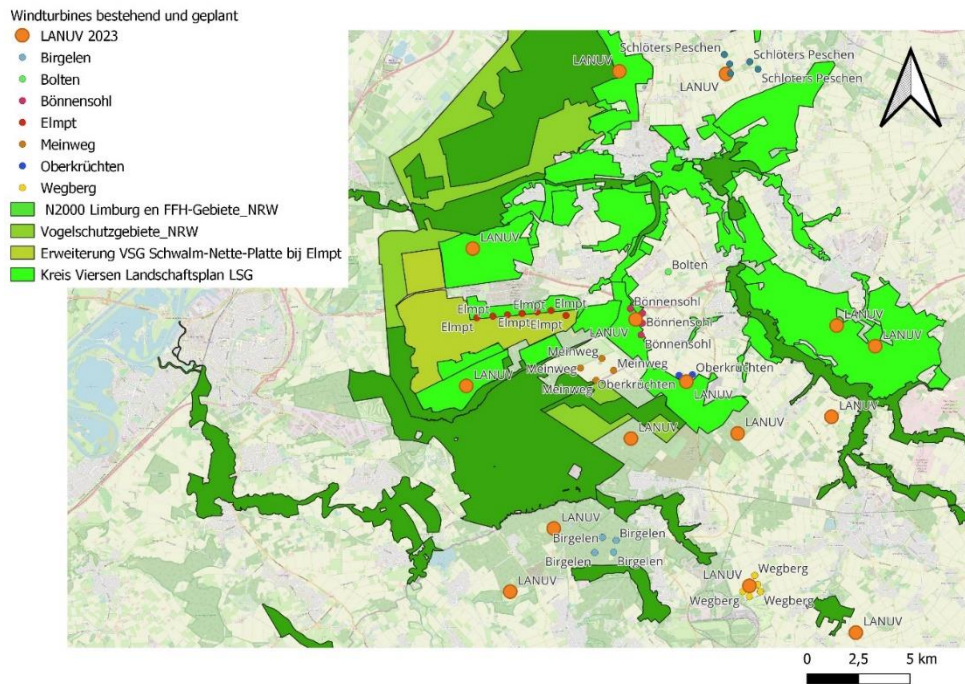 Windturbines bestehend und geplant
LANUV 2023
Birgelen
Bolten
Bönnensohl
Elmpt
Meinweg
Oberkrüchten
Wegberg
N2000 Limburg en FFH-Gebiete_NRW
Vogelschutzgebiete_NRW
Erweiterung VSG Schwalm-Nette-Platte bij Elmpt
Kreis Viersen Landschaftsplan LSG
Schlöters Peschen
Schlöters Peschen
LANUV
Schlöters Peschen
LANUV
LANUV
Bolten
Elmpt Elmpt Elmpt Elmpt
Bönnensohl
Elmpt Elmpt Elmpt
LANUV
Bönnensohl
LANUV
LANUV
Bönnensohl
Meinweg
Meinweg
Meinweg
Oberkrüchten
LANUV
Meinweg
Oberkrüchten
LANUV
LANUV
LANUV
LANUV
LANUV
Birgelen
Birgelen
Birgelen
LANUV
Wegberg
LANUV
Wegberg
Wegberg
LANUV
0 2,5 5 km